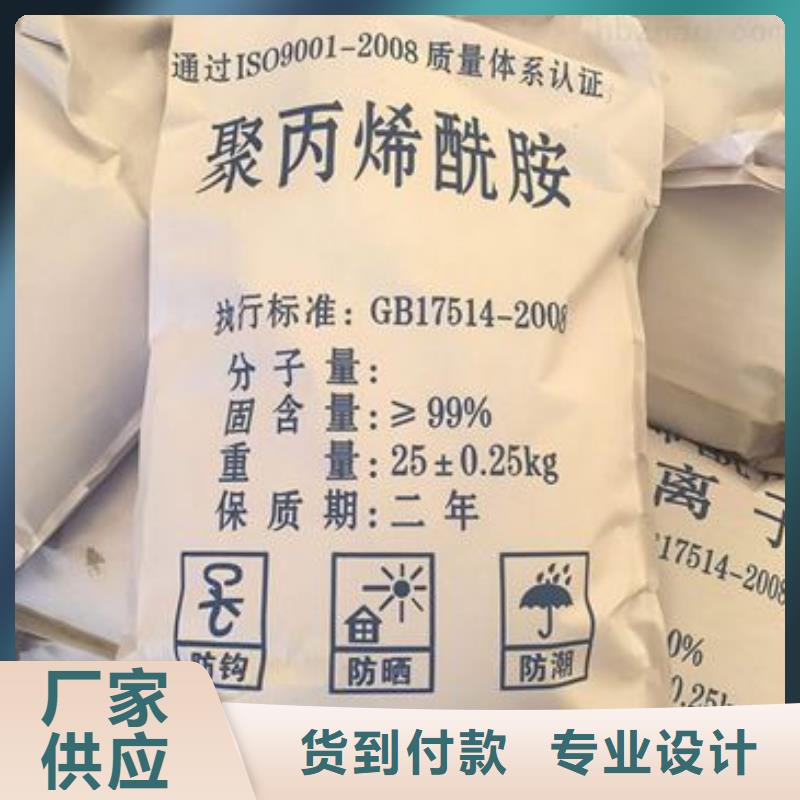 通过ISO9001-2008质量体系认证
聚丙烯酰胺
执行标准：GB17514-2008
分子量：
固含量：≥99%
重量：25±0.25kg
保质期：二年
防钩
防晒
防潮
离子
17514-2008
0%
0.25k
厂家
供应
货到付款 专业设计